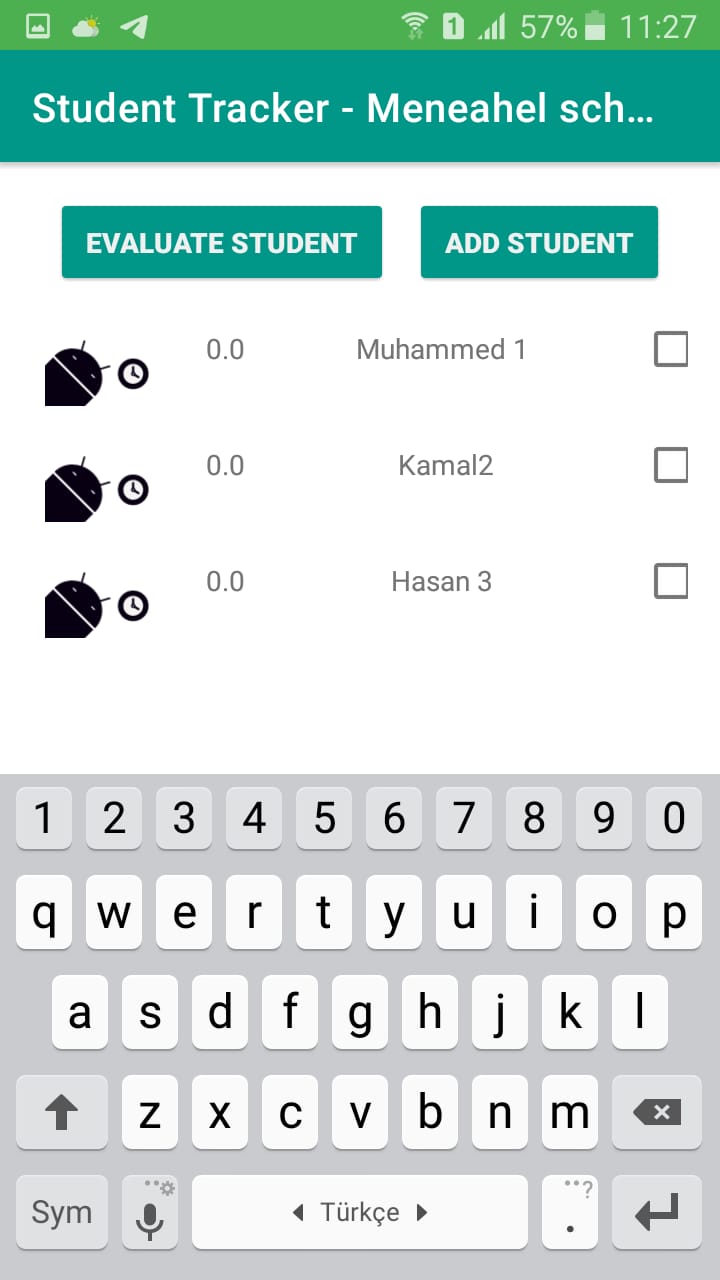 1 57% 11:27
Student Tracker - Meneahel sch...
EVALUATE STUDENT ADD STUDENT
0.0 Muhammed 1
0.0 Kamal2
0.0 Hasan 3
1 2 3 4 5 6 7 8 9 0
q w e r t y u i o p
a s d f g h j k l
z x c v b n m
Sym Türkçe . ?